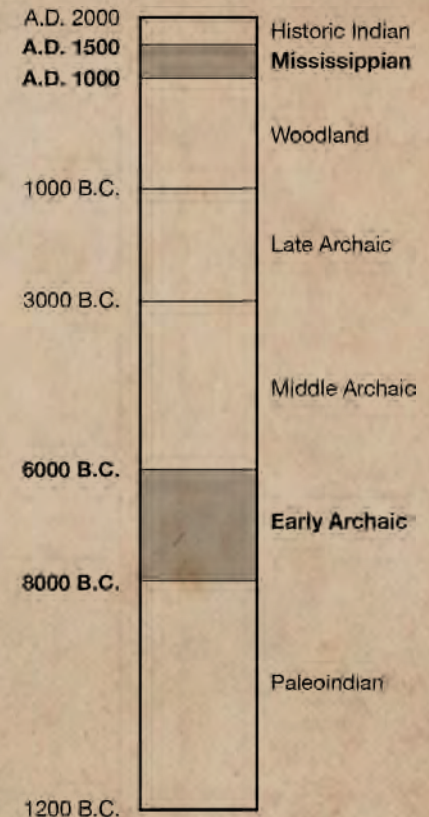 A.D. 2000
Historic Indian
A.D. 1500
Mississippian
A.D. 1000
Woodland
1000 B.C.
Late Archaic
3000 B.C.
Middle Archaic
6000 B.C.
Early Archaic
8000 B.C.
Paleoindian
1200 B.C.